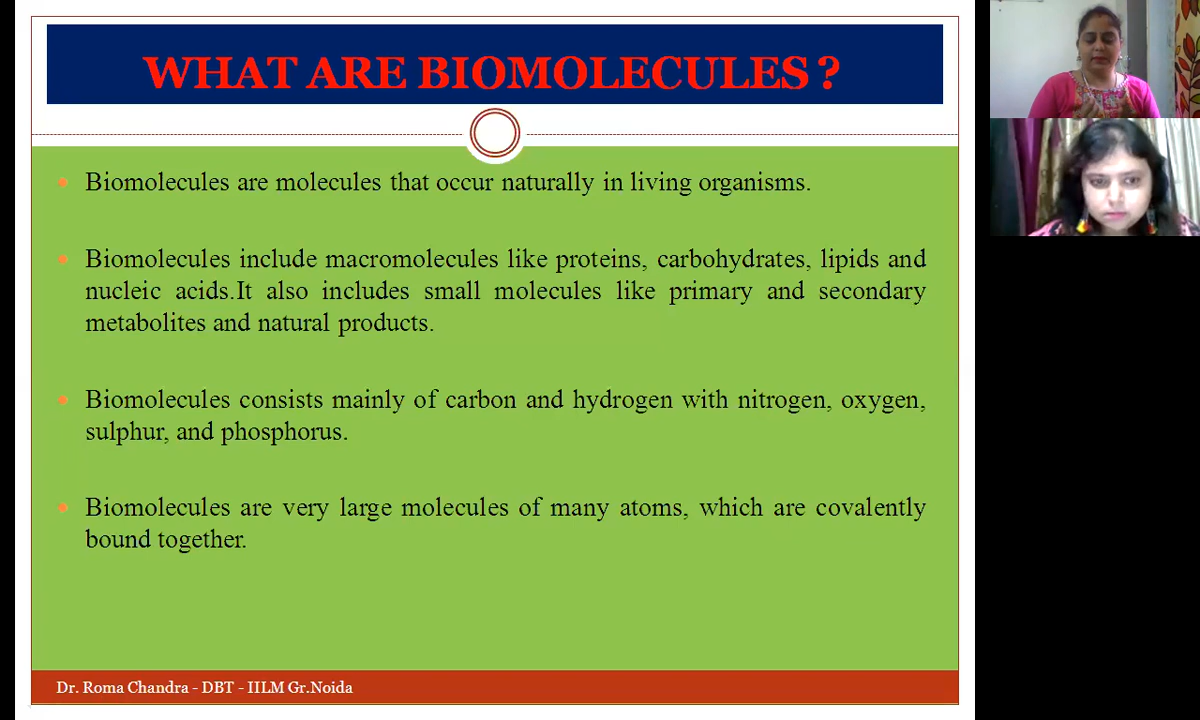 WHAT ARE BIOMOLECULES ?
Biomolecules are molecules that occur naturally in living organisms.
Biomolecules include macromolecules like proteins, carbohydrates, lipids and
nucleic acids.It also includes small molecules like primary and secondary
metabolites and natural products.
Biomolecules consists mainly of carbon and hydrogen with nitrogen, oxygen,
sulphur, and phosphorus.
Biomolecules are very large molecules of many atoms, which are covalently
bound together.
Dr. Roma Chandra - DBT - IILM Gr.Noida